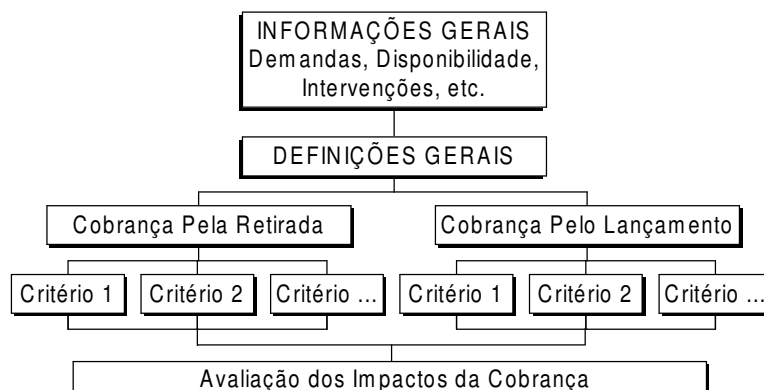 INFORMAÇÕES GERAIS
Demandas, Disponibilidade,
Intervenções, etc.
DEFINIÇÕES GERAIS
Cobrança Pela Retirada
Cobrança Pelo Lançamento
Critério 1
Critério 2
Critério ...
Critério 1
Critério 2
Critério ...
Avaliação dos Impactos da Cobrança